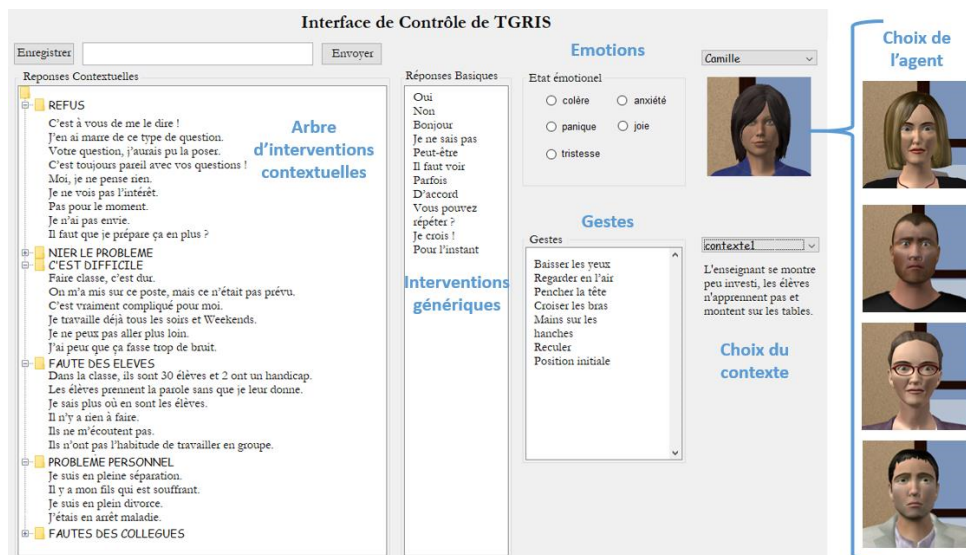 Interface de Contrôle de TGRIS
Enregistrer
Envoyer
Reponses Contextuelles
REFUS
C'est à vous de me le dire !
J'en ai marre de ce type de question.
Votre question, j'aurais pu la poser.
C'est toujours pareil avec vos questions !
Moi, je ne pense rien.
Je ne vois pas l'intérêt.
Pas pour le moment.
Je n'ai pas envie.
Il faut que je prépare ça en plus ?
NIER LE PROBLEME
C'EST DIFFICILE
Faire classe, c'est dur.
On m'a mis sur ce poste, mais ce n'était pas prévu.
C'est vraiment compliqué pour moi.
Je travaille déjà tous les soirs et Weekends.
Je ne peux pas aller plus loin.
J'ai peur que ça fasse trop de bruit.
FAUTE DES ELEVES
Dans la classe, ils sont 30 élèves et 2 ont un handicap.
Les élèves prennent la parole sans que je leur donne.
Je sais plus où en sont les élèves.
Il n'y a rien à faire.
Ils ne m'écoutent pas.
Ils n'ont pas l'habitude de travailler en groupe.
PROBLEME PERSONNEL
Je suis en pleine séparation.
Il y a mon fils qui est souffrant.
Je suis en plein divorce.
J'étais en arrêt maladie.
FAUTES DES COLLEGUES
Arbre
d'interventions
contextuelles
Réponses Basiques
Oui
Non
Bonjour
Je ne sais pas
Peut-être
Il faut voir
Parfois
D'accord
Vous pouvez
répéter ?
Je crois !
Pour l'instant
Interventions
génériques
Emotions
Etat émotionel
colère
anxiété
panique
joie
tristesse
Gestes
Gestes
Baisser les yeux
Regarder en l'air
Pencher la tête
Croiser les bras
Mains sur les
hanches
Reculer
Position initiale
Camille
contexte1
L'enseignant se montre
peu investi, les élèves
n'apprennent pas et
montent sur les tables.
Choix du
contexte
Choix de
l'agent